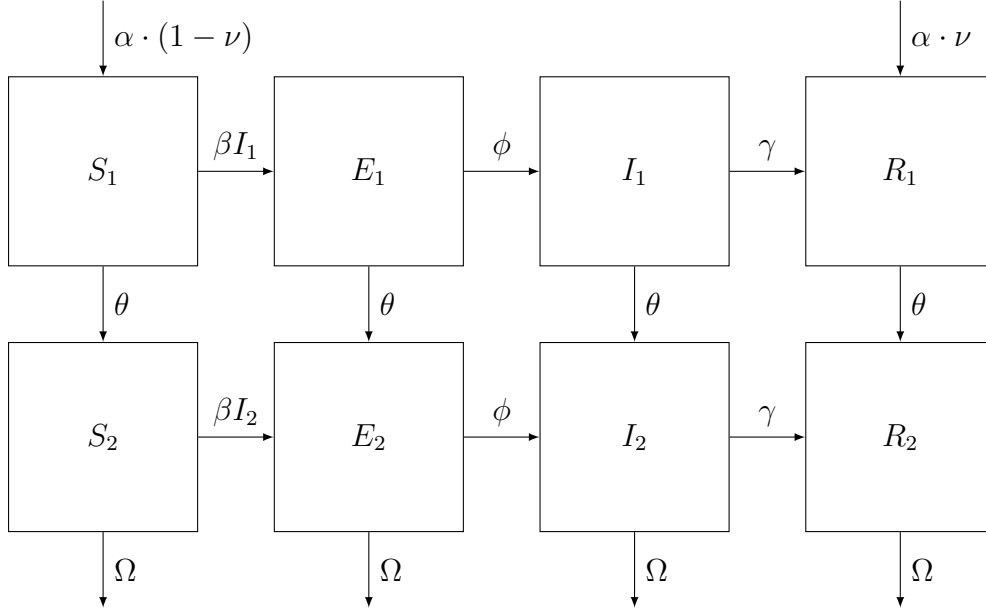 α · (1 − ν) α · ν
S₁ βI₁ E₁ ϕ I₁ γ R₁
θ θ θ θ
S₂ βI₂ E₂ ϕ I₂ γ R₂
Ω Ω Ω Ω